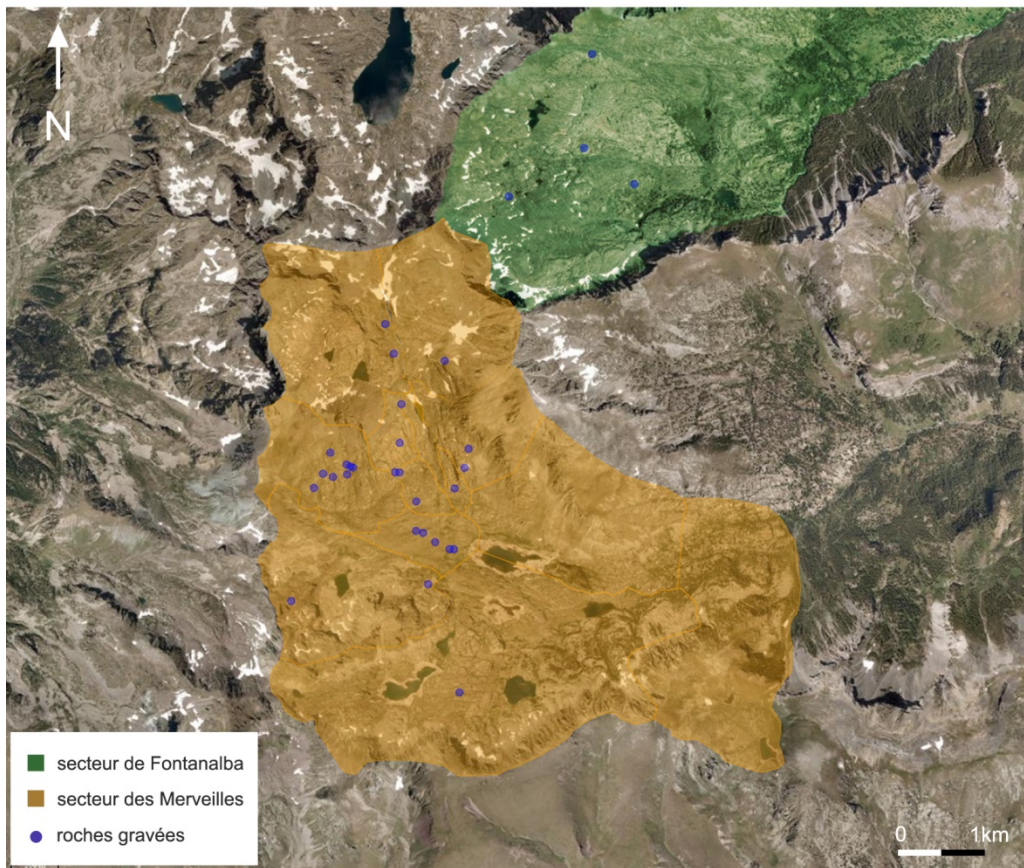 N
secteur de Fontanalba
secteur des Merveilles
roches gravées
0 1km